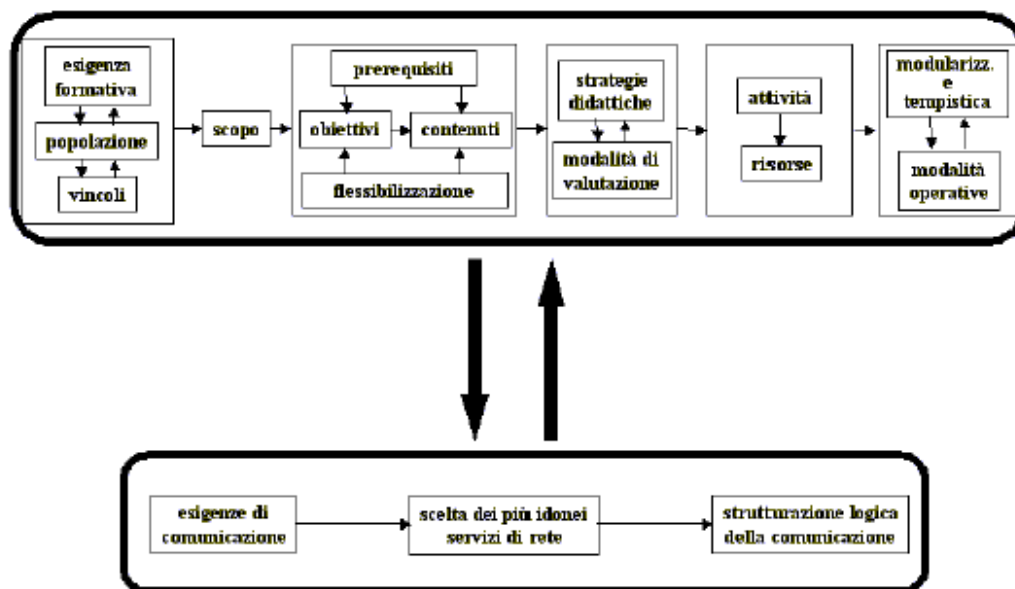 esigenza
formativa
popolazione
vincoli
scopo
prerequisiti
obiettivi
contenuti
flessibilizzazione
strategie
didattiche
modalità di
valutazione
attività
risorse
modularizz.
e
tempistica
modalità
operative
esigenze di
comunicazione
scelta dei più idonei
servizi di rete
strutturazione logica
della comunicazione